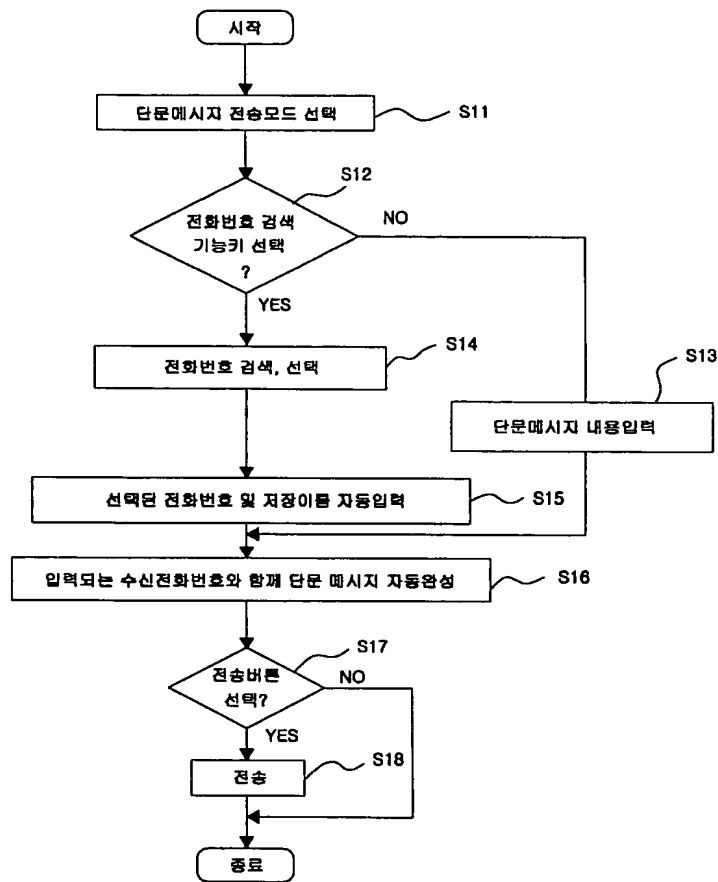 시작
단문메시지 전송모드 선택
S11
S12
전화번호 검색
기능키 선택
?
NO
YES
S14
전화번호 검색, 선택
S13
단문메시지 내용입력
선택단 전화번호 및 저장이름 자동입력
S15
입력되는 수신전화번호와 함께 단문 메시지 자동완성
S16
S17
전송버튼
선택?
NO
YES
S18
전송
종료